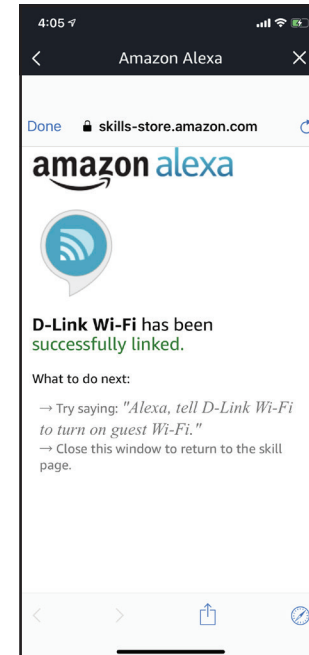 4:05
Amazon Alexa
Done skills-store.amazon.com
amazon alexa
D-Link Wi-Fi has been
successfully linked.
What to do next:
→ Try saying: "Alexa, tell D-Link Wi-Fi
to turn on guest Wi-Fi."
→ Close this window to return to the skill
page.